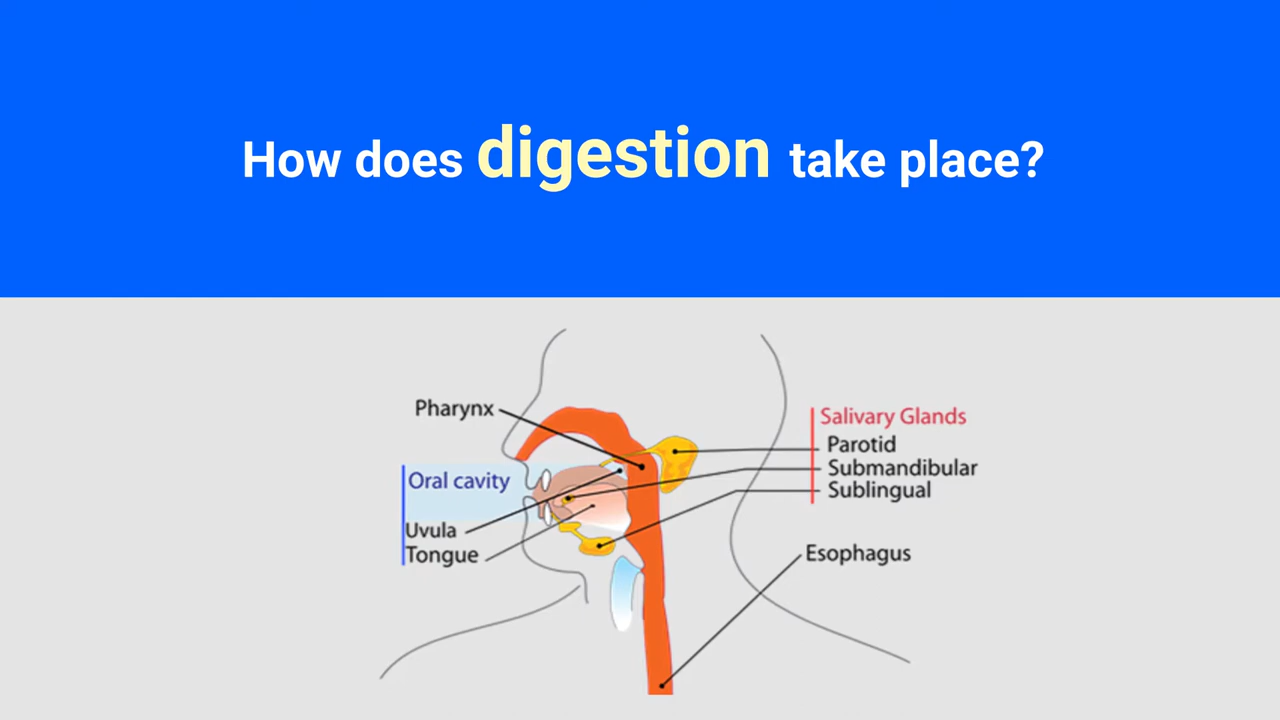 How does digestion take place?
Pharynx
Oral cavity
Uvula
Tongue
Salivary Glands
Parotid
Submandibular
Sublingual
Esophagus